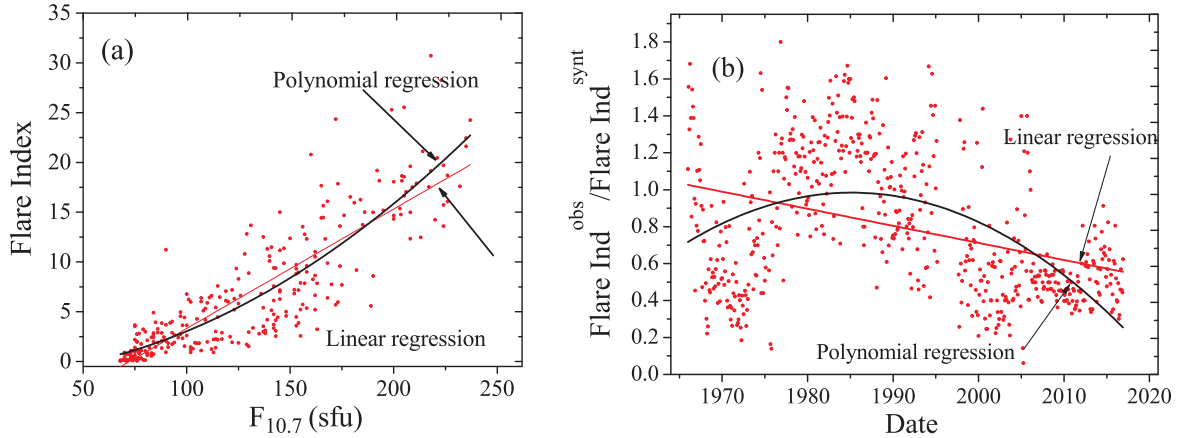 (a)
Polynomial regression
Linear regression
Flare Index
35
30
25
20
15
10
5
0
50
100
150
200
250
F10.7 (sfu)
(b)
Linear regression
Polynomial regression
Flare Ind obs /Flare Ind synt
1.8
1.6
1.4
1.2
1.0
0.8
0.6
0.4
0.2
0.0
1970
1980
1990
2000
2010
2020
Date